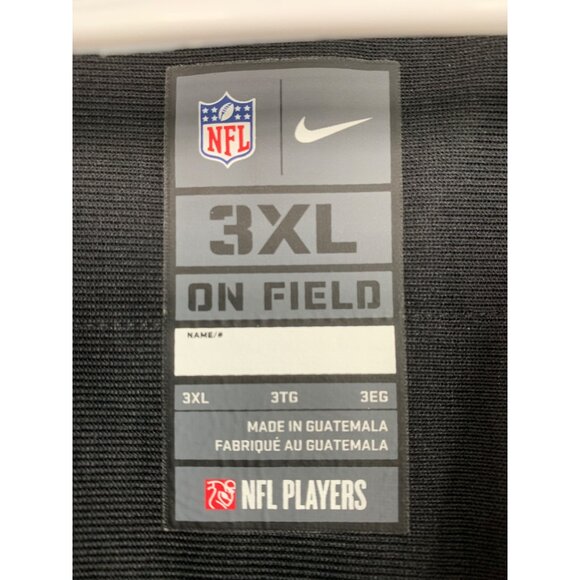 NFL
3XL
ON FIELD
NAME/#
3XL 3TG 3EG
MADE IN GUATEMALA
FABRIQUÉ AU GUATEMALA
NFL PLAYERS